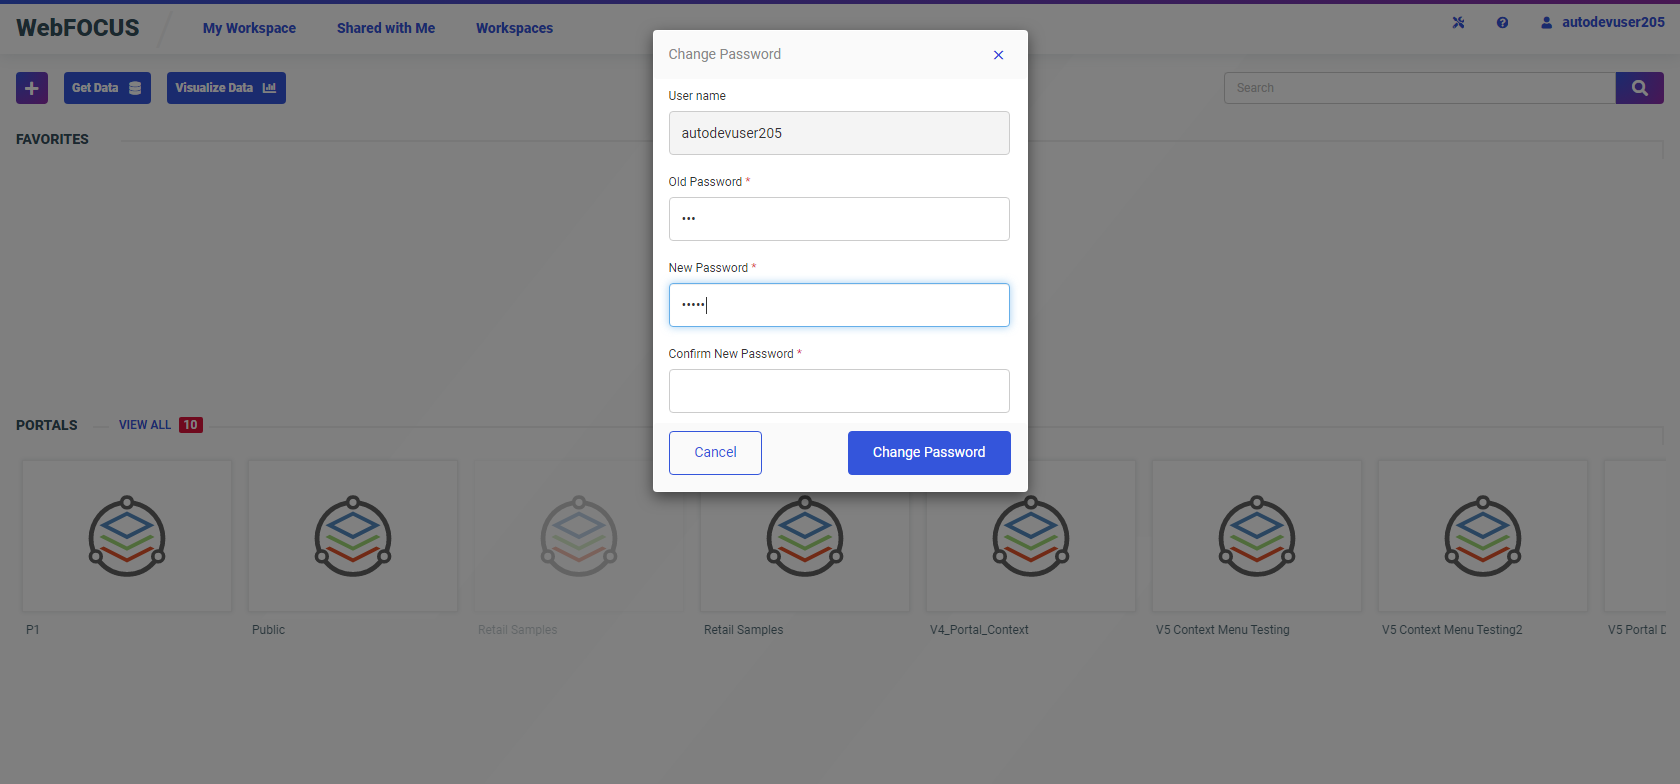 WebFOCUS
My Workspace
Shared with Me
Workspaces
autodevuser205
Get Data
Visualize Data
Search
FAVORITES
Change Password
User name
autodevuser205
Old Password *
•••
New Password *
•••••
Confirm New Password *
Cancel
Change Password
PORTALS
VIEW ALL 10
P1
Public
Retail Samples
Retail Samples
V4_Portal_Context
V5 Context Menu Testing
V5 Context Menu Testing2
V5 Portal D